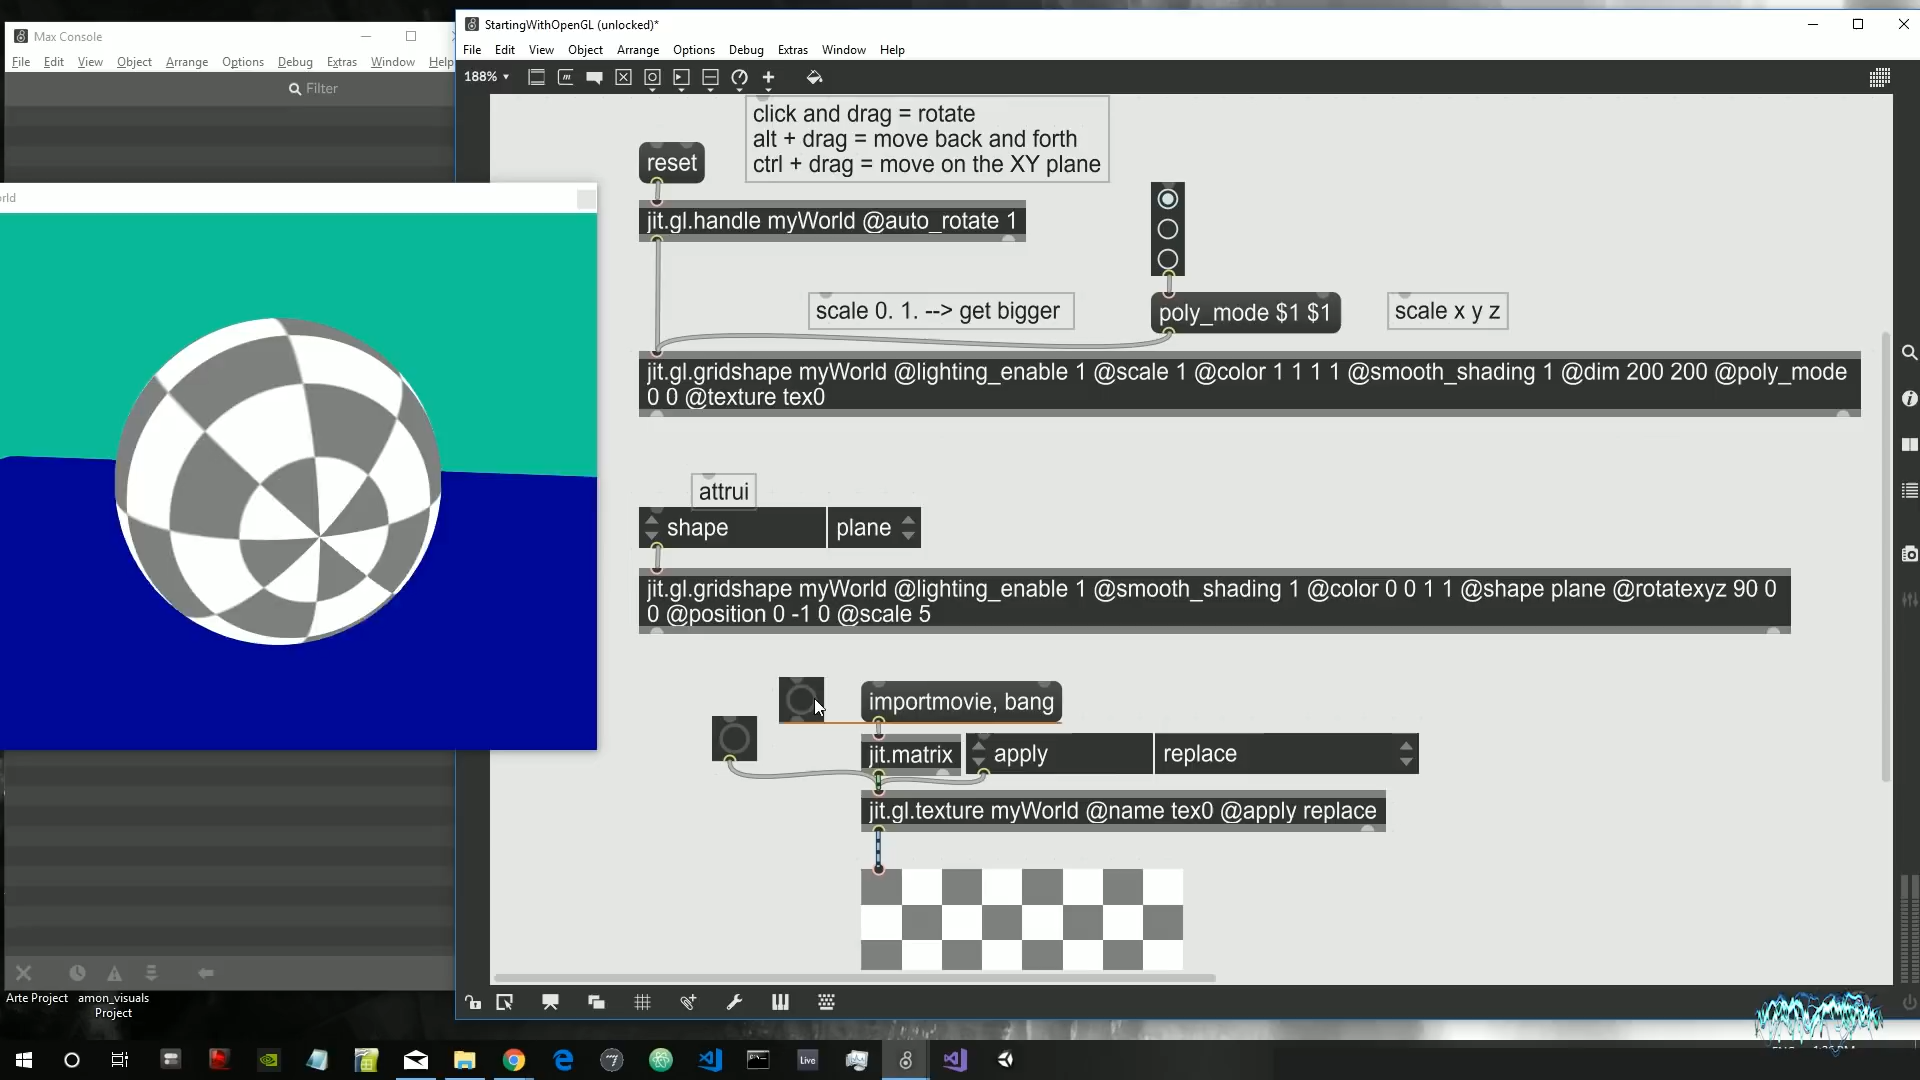 Max Console
File Edit View Object Arrange Options Debug Extras Window Help
Filter
StartingWithOpenGL (unlocked)*
File Edit View Object Arrange Options Debug Extras Window Help
188%
click and drag = rotate
alt + drag = move back and forth
ctrl + drag = move on the XY plane
reset
rld
jit.gl.handle myWorld @auto_rotate 1
scale 0. 1. --> get bigger
poly_mode $1 $1
scale x y z
jit.gl.gridshape myWorld @lighting_enable 1 @scale 1 @color 1 1 1 1 @smooth_shading 1 @dim 200 200 @poly_mode
0 0 @texture tex0
attrui
shape
plane
jit.gl.gridshape myWorld @lighting_enable 1 @smooth_shading 1 @color 0 0 1 1 @shape plane @rotatexyz 90 0
0 @position 0 -1 0 @scale 5
importmovie, bang
jit.matrix
apply
replace
jit.gl.texture myWorld @name tex0 @apply replace
Arte Project
amon_visuals
Project
Live